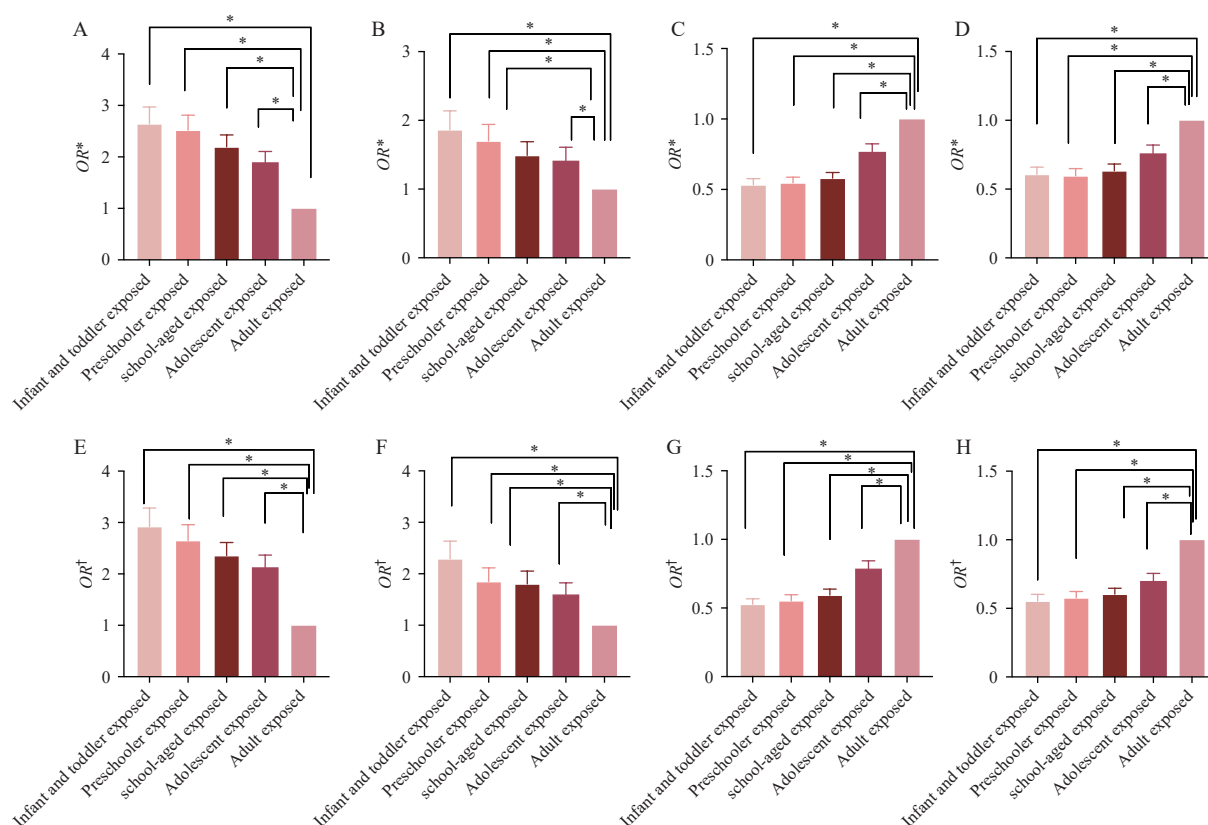 A
*
*
*
*
4
3
2
1
0
OR*
Infant and toddler exposed
Preschooler exposed
school-aged exposed
Adolescent exposed
Adult exposed
B
*
*
*
*
3
2
1
0
OR*
Infant and toddler exposed
Preschooler exposed
school-aged exposed
Adolescent exposed
Adult exposed
C
*
*
*
*
1.5
1.0
0.5
0
OR*
Infant and toddler exposed
Preschooler exposed
school-aged exposed
Adolescent exposed
Adult exposed
D
*
*
*
*
1.5
1.0
0.5
0
OR*
Infant and toddler exposed
Preschooler exposed
school-aged exposed
Adolescent exposed
Adult exposed
E
*
*
*
*
4
3
2
1
0
OR†
Infant and toddler exposed
Preschooler exposed
school-aged exposed
Adolescent exposed
Adult exposed
F
*
*
*
*
4
3
2
1
0
OR†
Infant and toddler exposed
Preschooler exposed
school-aged exposed
Adolescent exposed
Adult exposed
G
*
*
*
*
1.5
1.0
0.5
0
OR†
Infant and toddler exposed
Preschooler exposed
school-aged exposed
Adolescent exposed
Adult exposed
H
*
*
*
*
1.5
1.0
0.5
0
OR†
Infant and toddler exposed
Preschooler exposed
school-aged exposed
Adolescent exposed
Adult exposed